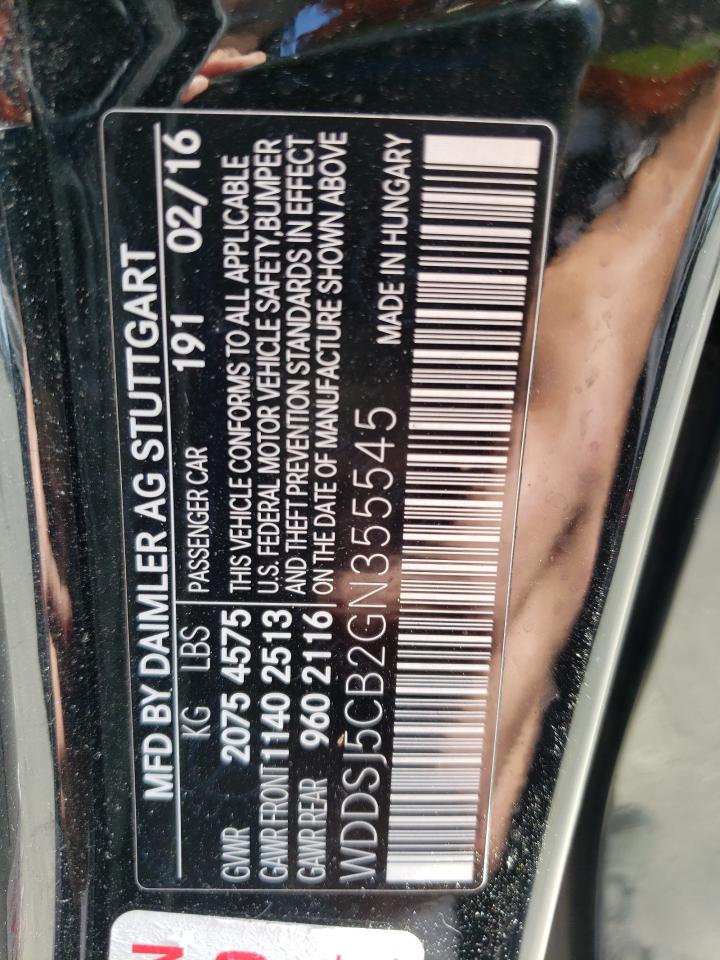 MFD BY DAIMLER AG STUTTGART
191 02/16
KG LBS PASSENGER CAR
GVWR 2075 4575
GAWR FRONT 1140 2513
GAWR REAR 960 2116
THIS VEHICLE CONFORMS TO ALL APPLICABLE
U.S. FEDERAL MOTOR VEHICLE SAFETY,BUMPER
AND THEFT PREVENTION STANDARDS IN EFFECT
ON THE DATE OF MANUFACTURE SHOWN ABOVE
WDDSJ5CB2GN355545 MADE IN HUNGARY